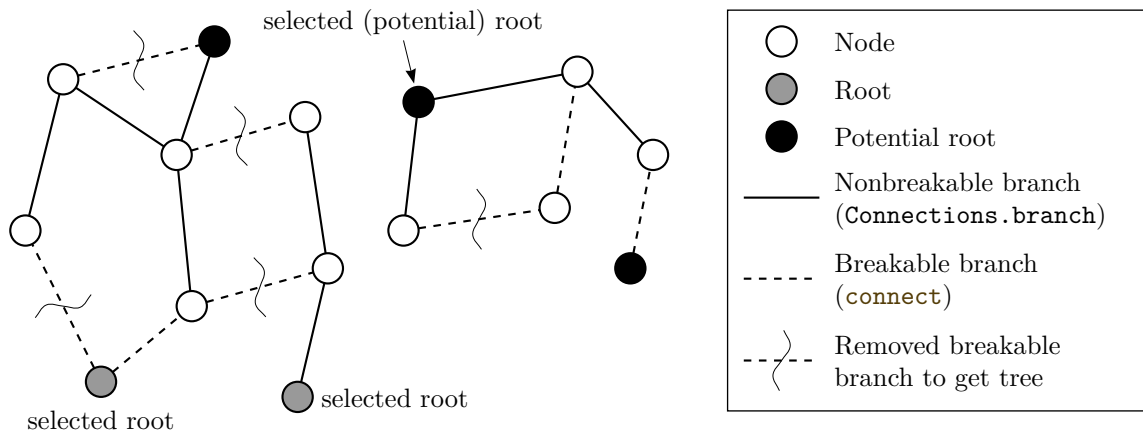 selected (potential) root
selected root
selected root
Node
Root
Potential root
Nonbreakable branch
(Connections.branch)
Breakable branch
(connect)
Removed breakable
branch to get tree